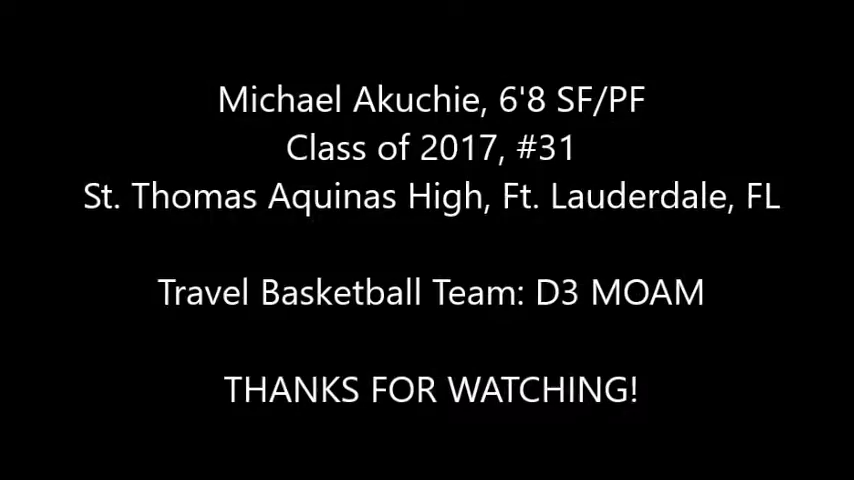 Michael Akuchie, 6'8 SF/PF
Class of 2017, #31
St. Thomas Aquinas High, Ft. Lauderdale, FL
Travel Basketball Team: D3 MOAM
THANKS FOR WATCHING!